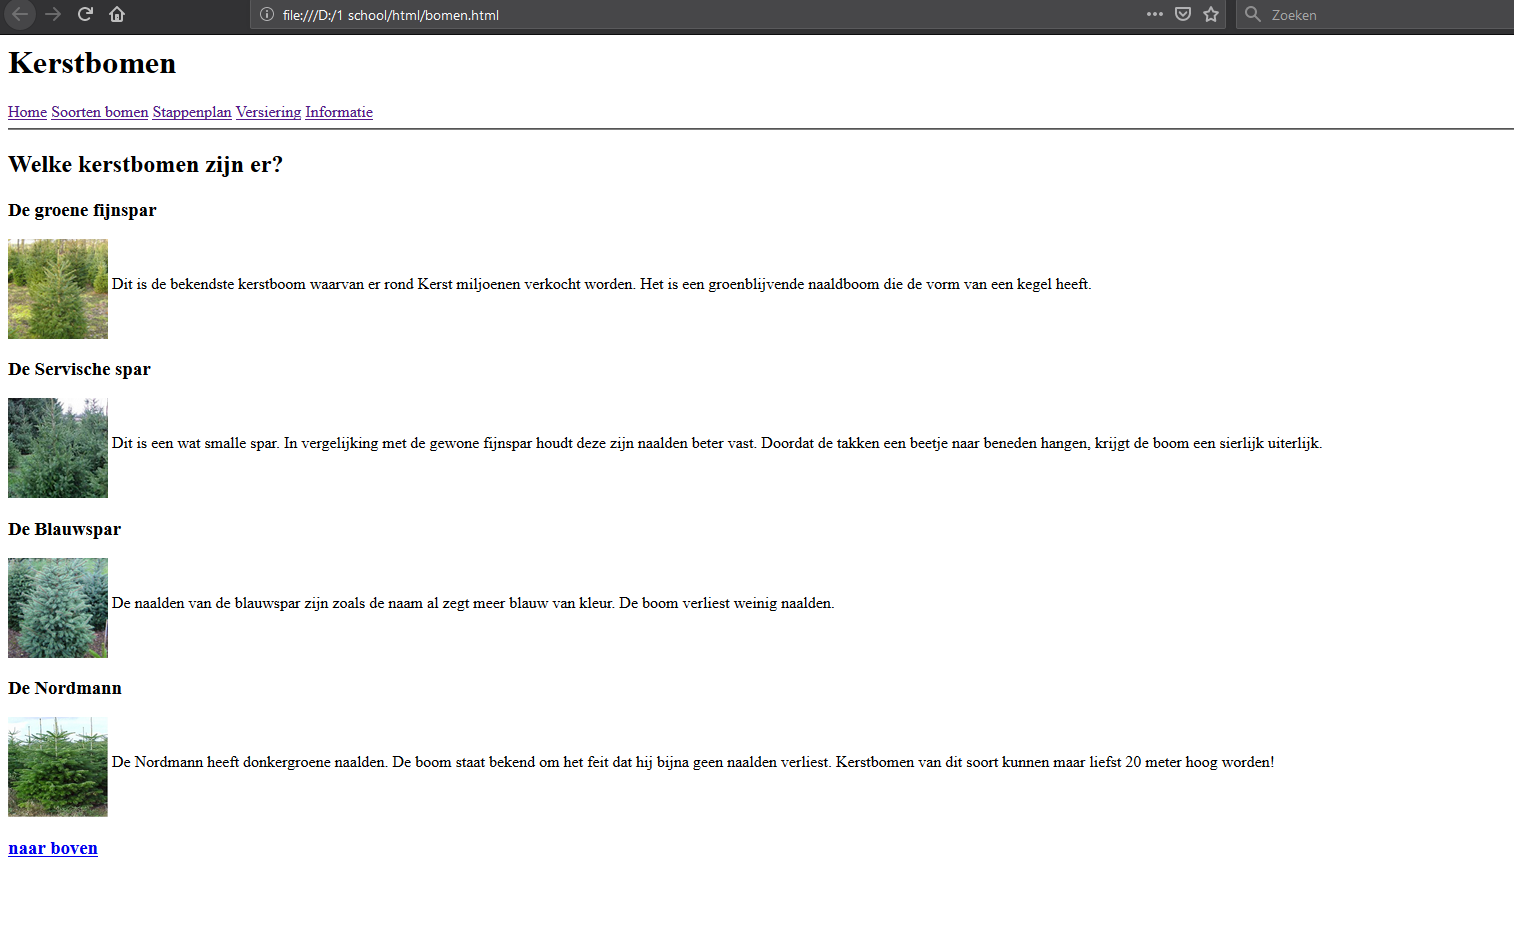 file:///D:/1 school/html/bomen.html
Zoeken
Kerstbomen
Home Soorten bomen Stappenplan Versiering Informatie
Welke kerstbomen zijn er?
De groene fijnspar
Dit is de bekendste kerstboom waarvan er rond Kerst miljoenen verkocht worden. Het is een groenblijvende naaldboom die de vorm van een kegel heeft.
De Servische spar
Dit is een wat smalle spar. In vergelijking met de gewone fijnspar houdt deze zijn naalden beter vast. Doordat de takken een beetje naar beneden hangen, krijgt de boom een sierlijk uiterlijk.
De Blauwspar
De naalden van de blauwspar zijn zoals de naam al zegt meer blauw van kleur. De boom verliest weinig naalden.
De Nordmann
De Nordmann heeft donkergroene naalden. De boom staat bekend om het feit dat hij bijna geen naalden verliest. Kerstbomen van dit soort kunnen maar liefst 20 meter hoog worden!
naar boven